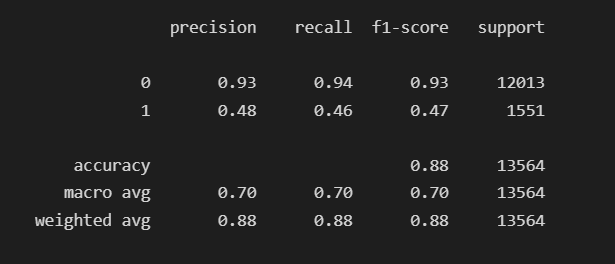 precision recall f1-score support
0 0.93 0.94 0.93 12013
1 0.48 0.46 0.47 1551
accuracy 0.88 13564
macro avg 0.70 0.70 0.70 13564
weighted avg 0.88 0.88 0.88 13564